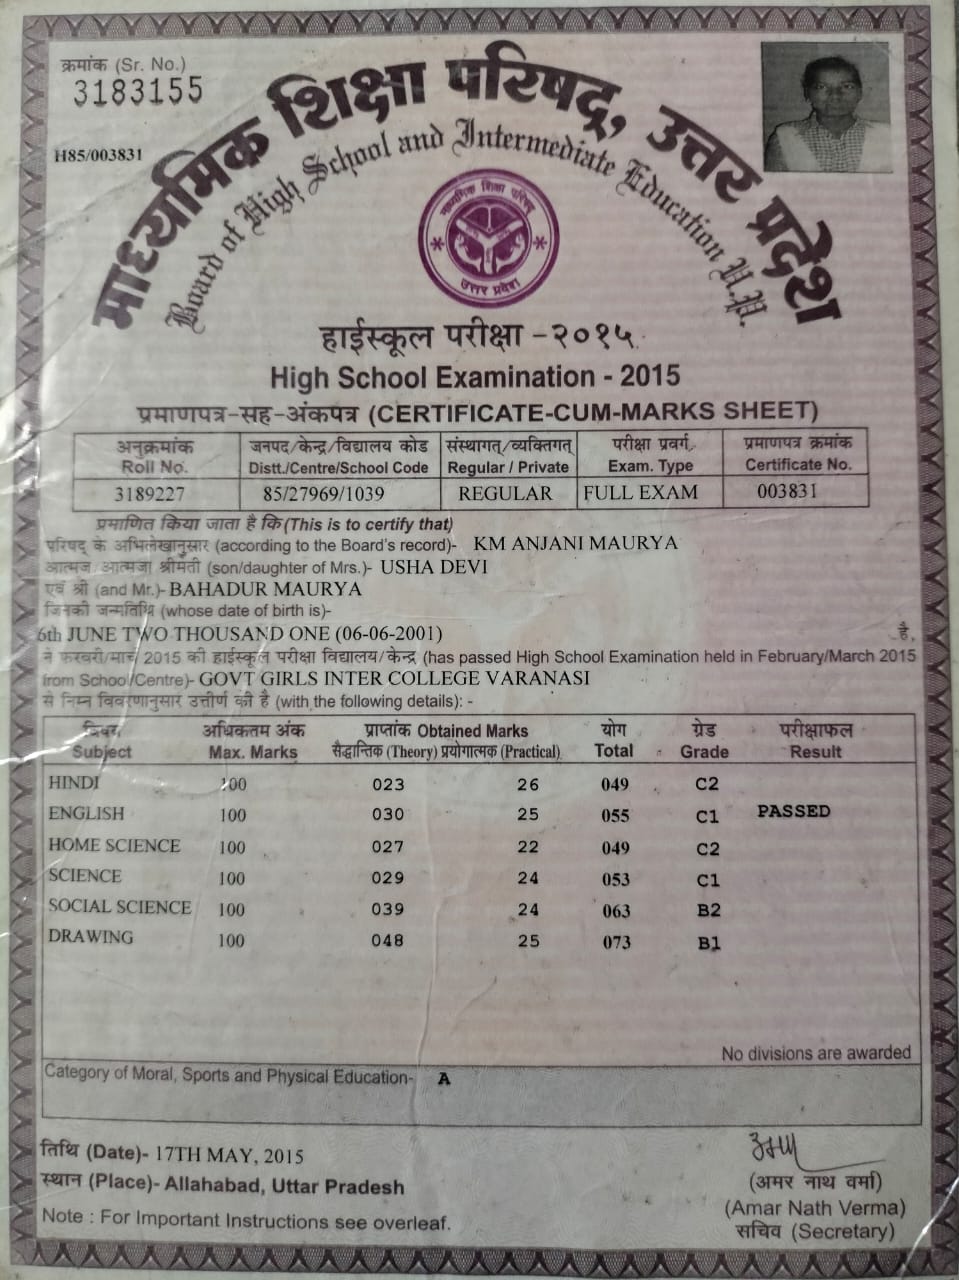 क्रमांक (Sr. No.)
3183155
H85/003831
माध्यमिक शिक्षा परिषद्, उत्तर प्रदेश
Board of High School and Intermediate Education U.P.
माध्यमिक शिक्षा परिषद्
उत्तर प्रदेश
हाईस्कूल परीक्षा - २०१५
High School Examination - 2015
प्रमाणपत्र-सह-अंकपत्र (CERTIFICATE-CUM-MARKS SHEET)
अनुक्रमांक जनपद/केन्द्र/विद्यालय कोड संस्थागत्/व्यक्तिगत् परीक्षा प्रवर्ग प्रमाणपत्र क्रमांक
Roll No. Distt./Centre/School Code Regular / Private Exam. Type Certificate No.
3189227 85/27969/1039 REGULAR FULL EXAM 003831
प्रमाणित किया जाता है कि (This is to certify that)
परिषद् के अभिलेखानुसार (according to the Board's record)- KM ANJANI MAURYA
आत्मज/आत्मजा श्रीमती (son/daughter of Mrs.)- USHA DEVI
एवं श्री (and Mr.)- BAHADUR MAURYA
जिनकी जन्मतिथि (whose date of birth is)-
6th JUNE TWO THOUSAND ONE (06-06-2001) है,
ने फरवरी/मार्च 2015 की हाईस्कूल परीक्षा विद्यालय/केन्द्र (has passed High School Examination held in February/March 2015
from School/Centre)- GOVT GIRLS INTER COLLEGE VARANASI
से निम्न विवरणानुसार उत्तीर्ण की है (with the following details): -
विषय अधिकतम अंक प्राप्तांक Obtained Marks योग ग्रेड परीक्षाफल
Subject Max. Marks सैद्धान्तिक (Theory) प्रयोगात्मक (Practical) Total Grade Result
HINDI 100 023 26 049 C2
ENGLISH 100 030 25 055 C1 PASSED
HOME SCIENCE 100 027 22 049 C2
SCIENCE 100 029 24 053 C1
SOCIAL SCIENCE 100 039 24 063 B2
DRAWING 100 048 25 073 B1
No divisions are awarded
Category of Moral, Sports and Physical Education- A
तिथि (Date)- 17TH MAY, 2015
स्थान (Place)- Allahabad, Uttar Pradesh
Note : For Important Instructions see overleaf.
(अमर नाथ वर्मा)
(Amar Nath Verma)
सचिव (Secretary)